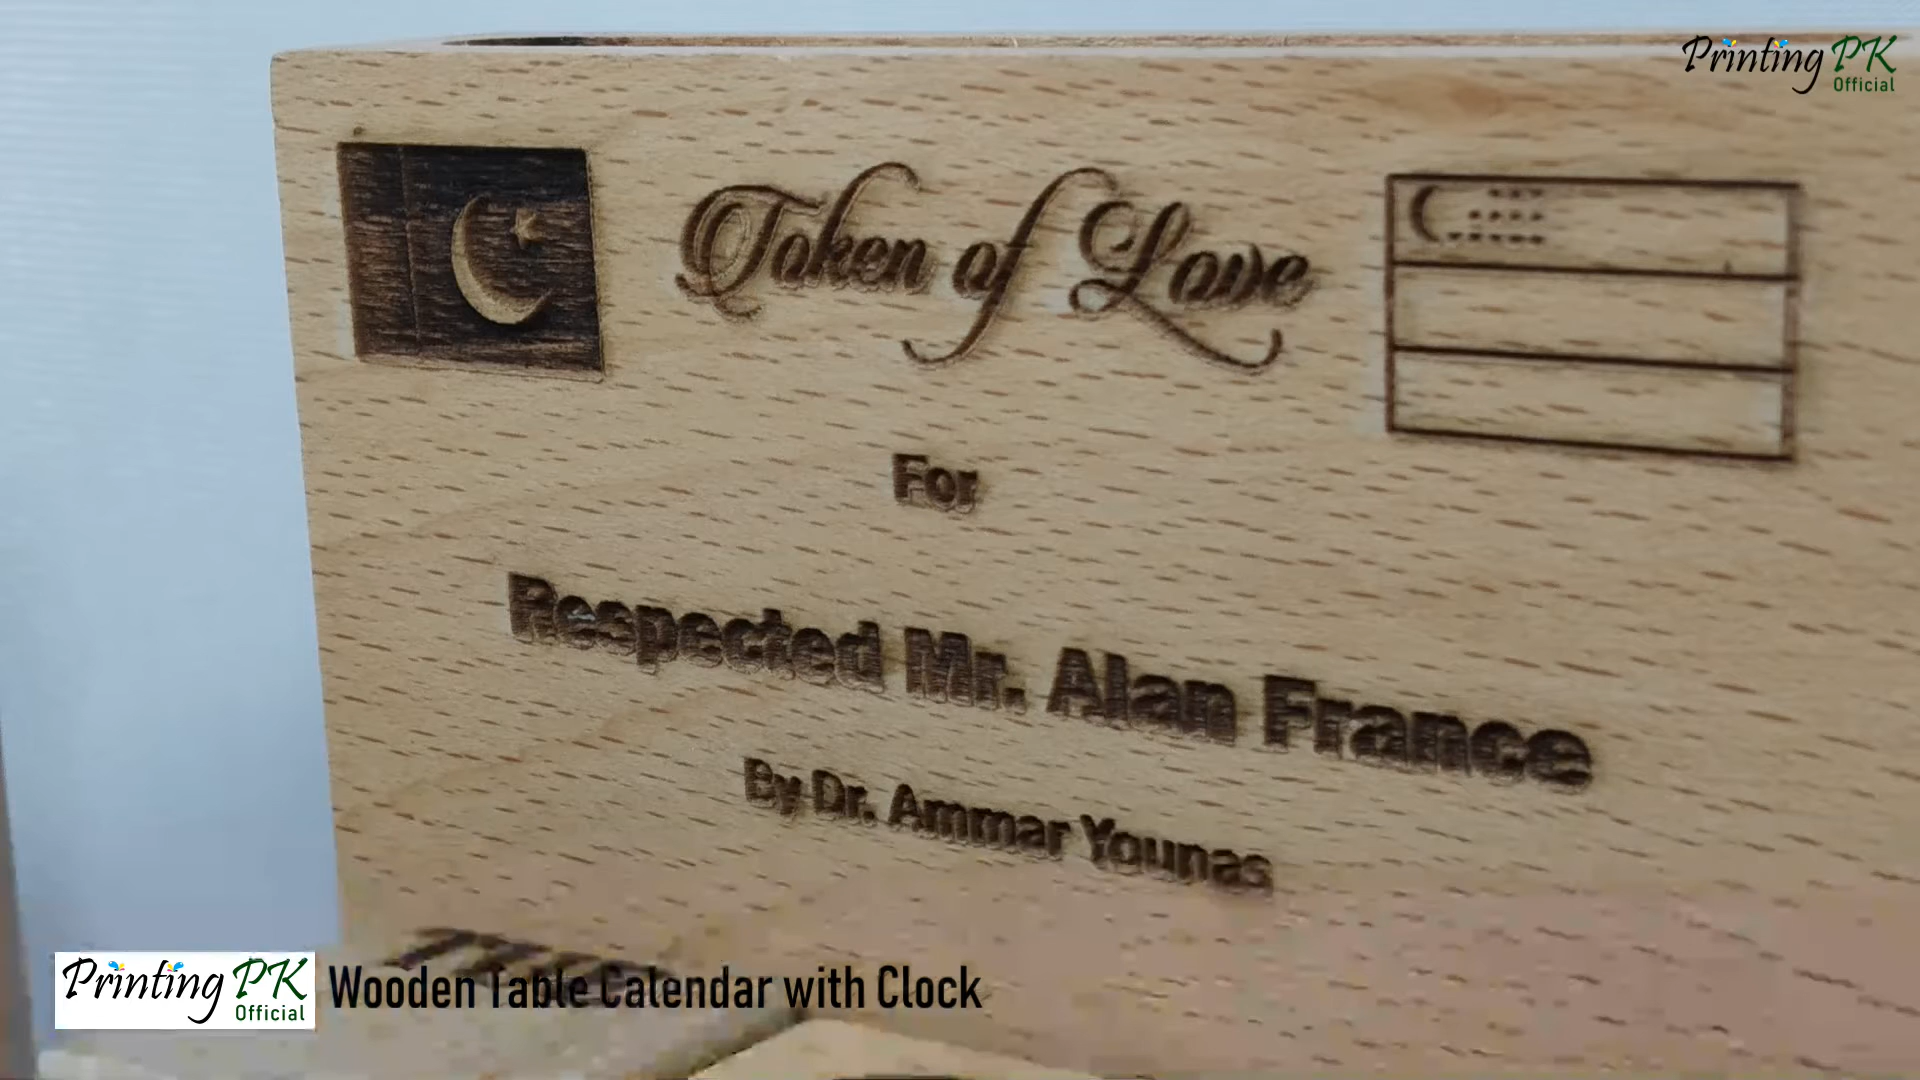 Printing PK
Official
Token of Love
For
Respected Mr. Alan France
By Dr. Ammar Younas
Printing PK
Official
Wooden Table Calendar with Clock